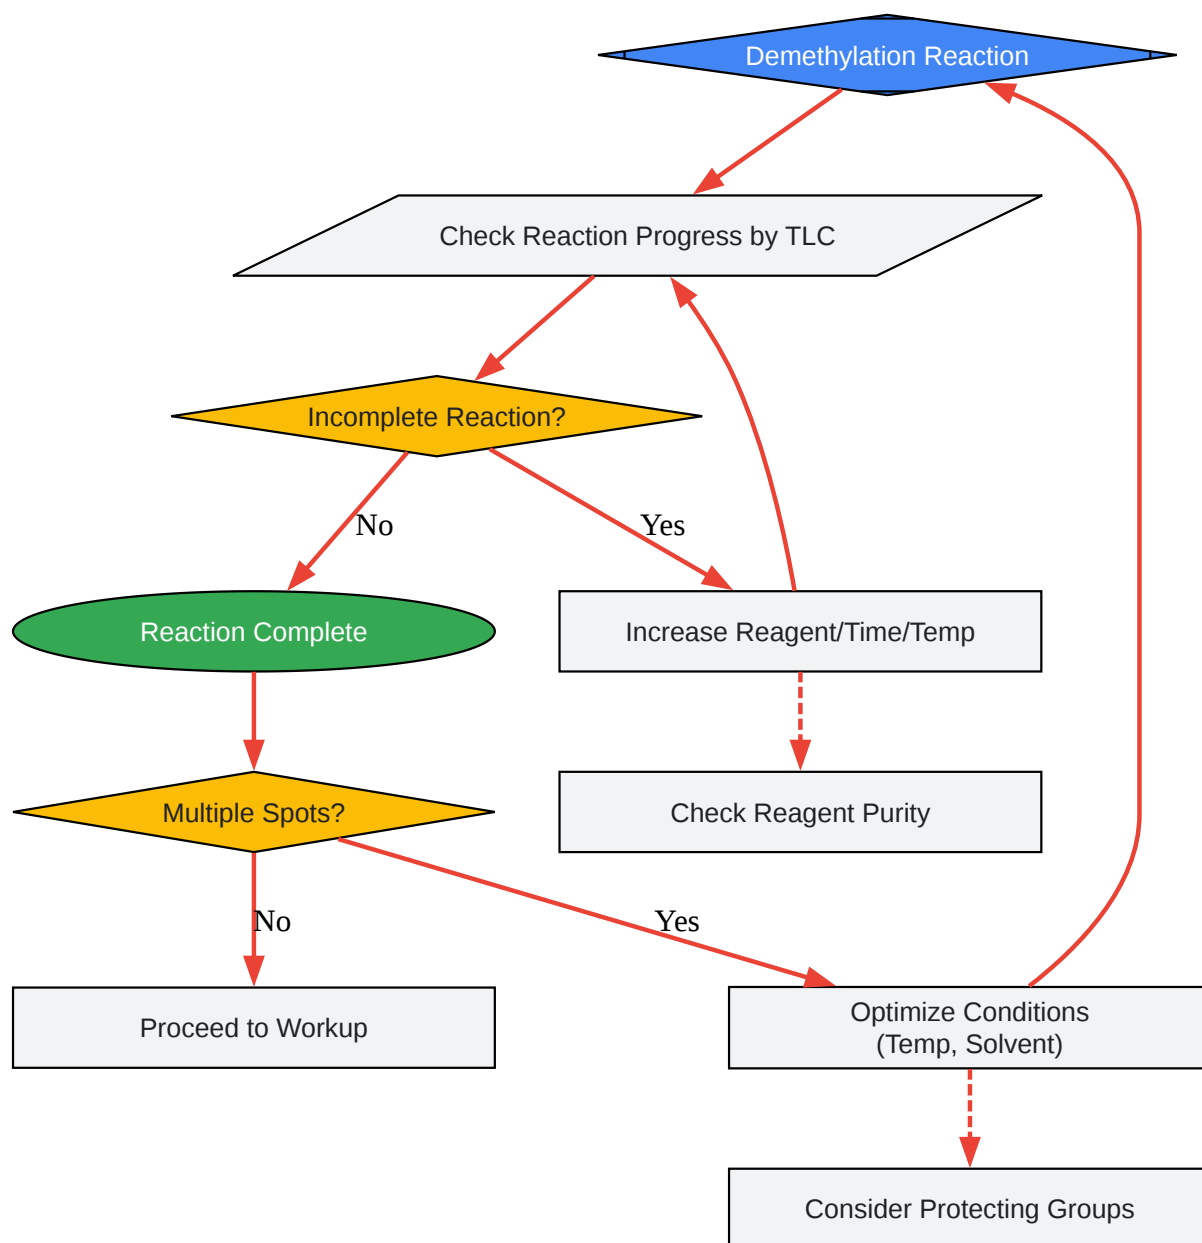 Demethylation Reaction
Check Reaction Progress by TLC
Incomplete Reaction?
No
Yes
Reaction Complete
Increase Reagent/Time/Temp
Multiple Spots?
Check Reagent Purity
No
Yes
Proceed to Workup
Optimize Conditions
(Temp, Solvent)
Consider Protecting Groups